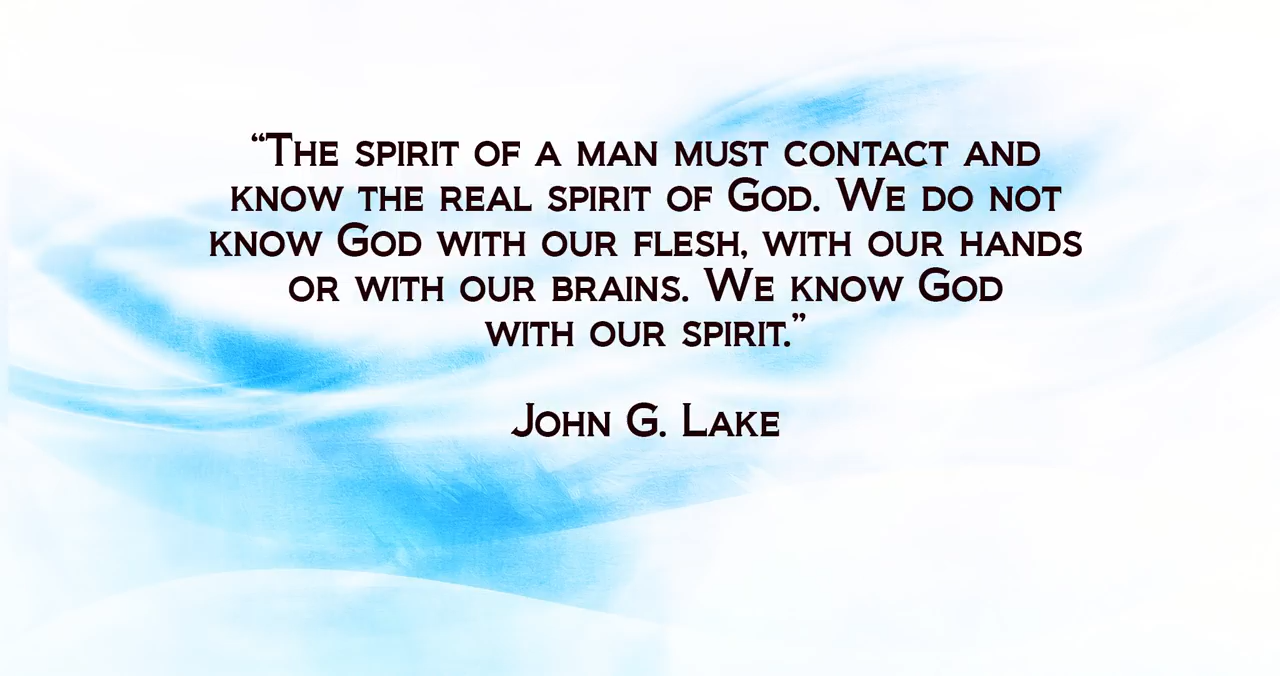 “The spirit of a man must contact and
know the real spirit of God. We do not
know God with our flesh, with our hands
or with our brains. We know God
with our spirit.”
John G. Lake